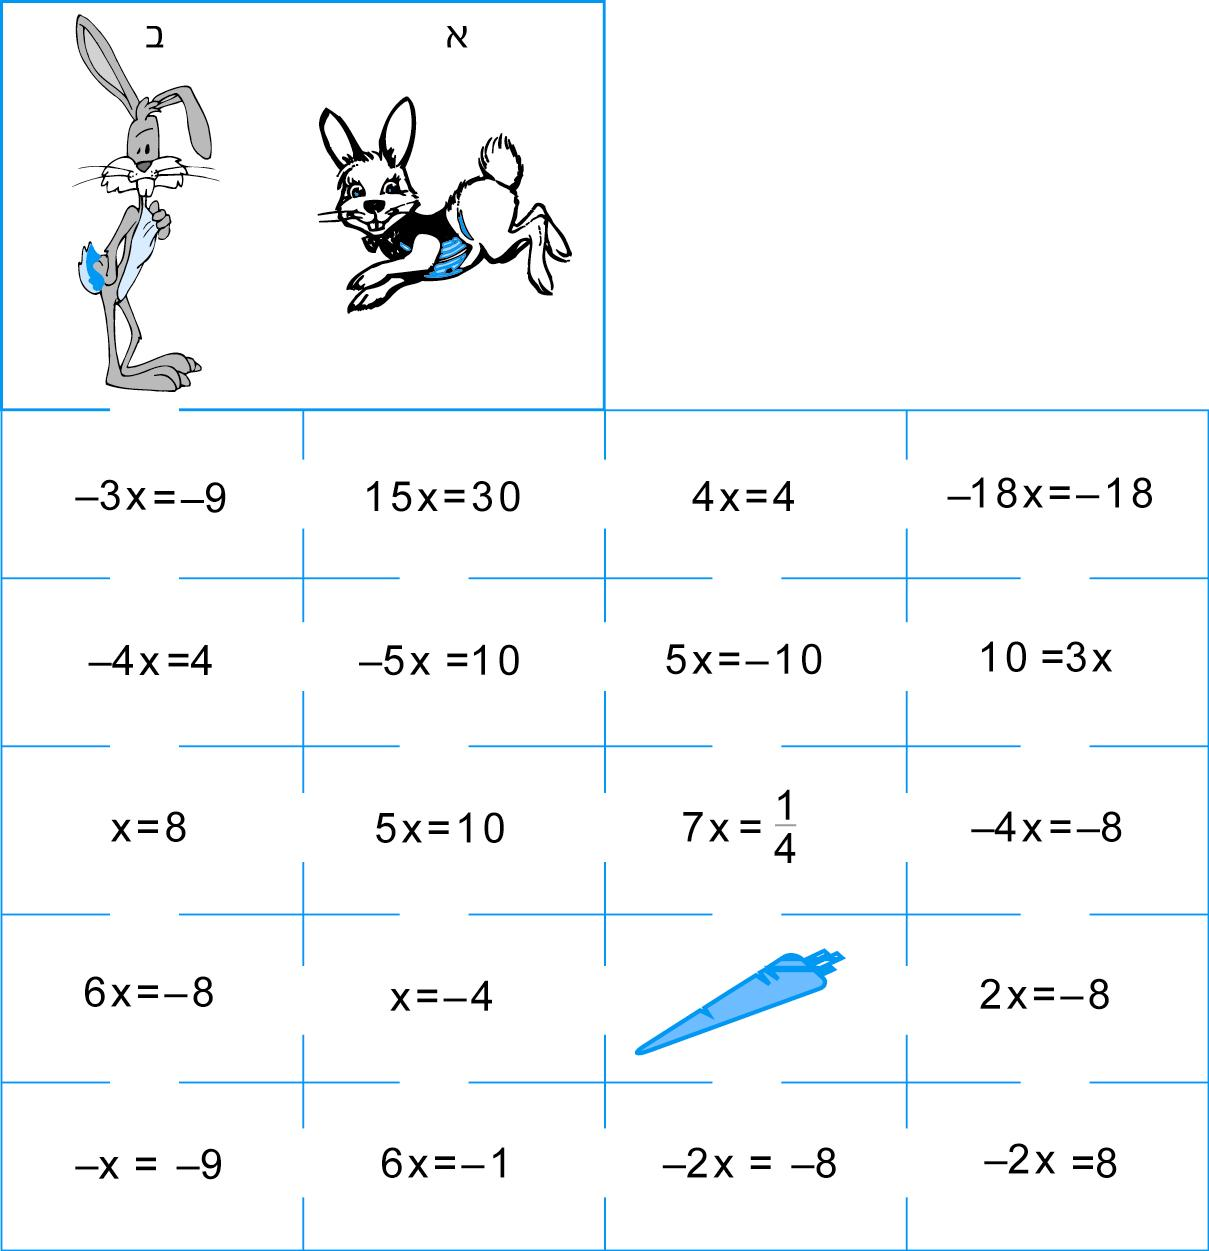 א ב
–3x=–9 15x=30 4x=4 –18x=–18
–4x=4 –5x =10 5x=–10 10 =3x
x=8 5x=10 7x= 1/4 –4x=–8
6x=–8 x=–4 2x=–8
–x = –9 6x=–1 –2x = –8 –2x =8